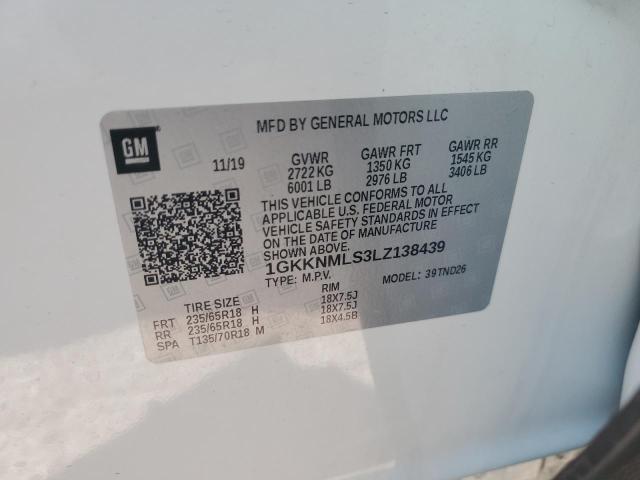 GM
MFD BY GENERAL MOTORS LLC
11/19 GVWR GAWR FRT GAWR RR
2722 KG 1350 KG 1545 KG
6001 LB 2976 LB 3406 LB
THIS VEHICLE CONFORMS TO ALL
APPLICABLE U.S. FEDERAL MOTOR
VEHICLE SAFETY STANDARDS IN EFFECT
ON THE DATE OF MANUFACTURE
SHOWN ABOVE.
1GKKNMLS3LZ138439
TYPE: M.P.V. MODEL: 39TND26
TIRE SIZE RIM
FRT 235/65R18 H 18X7.5J
RR 235/65R18 H 18X7.5J
SPA T135/70R18 M 18X4.5B